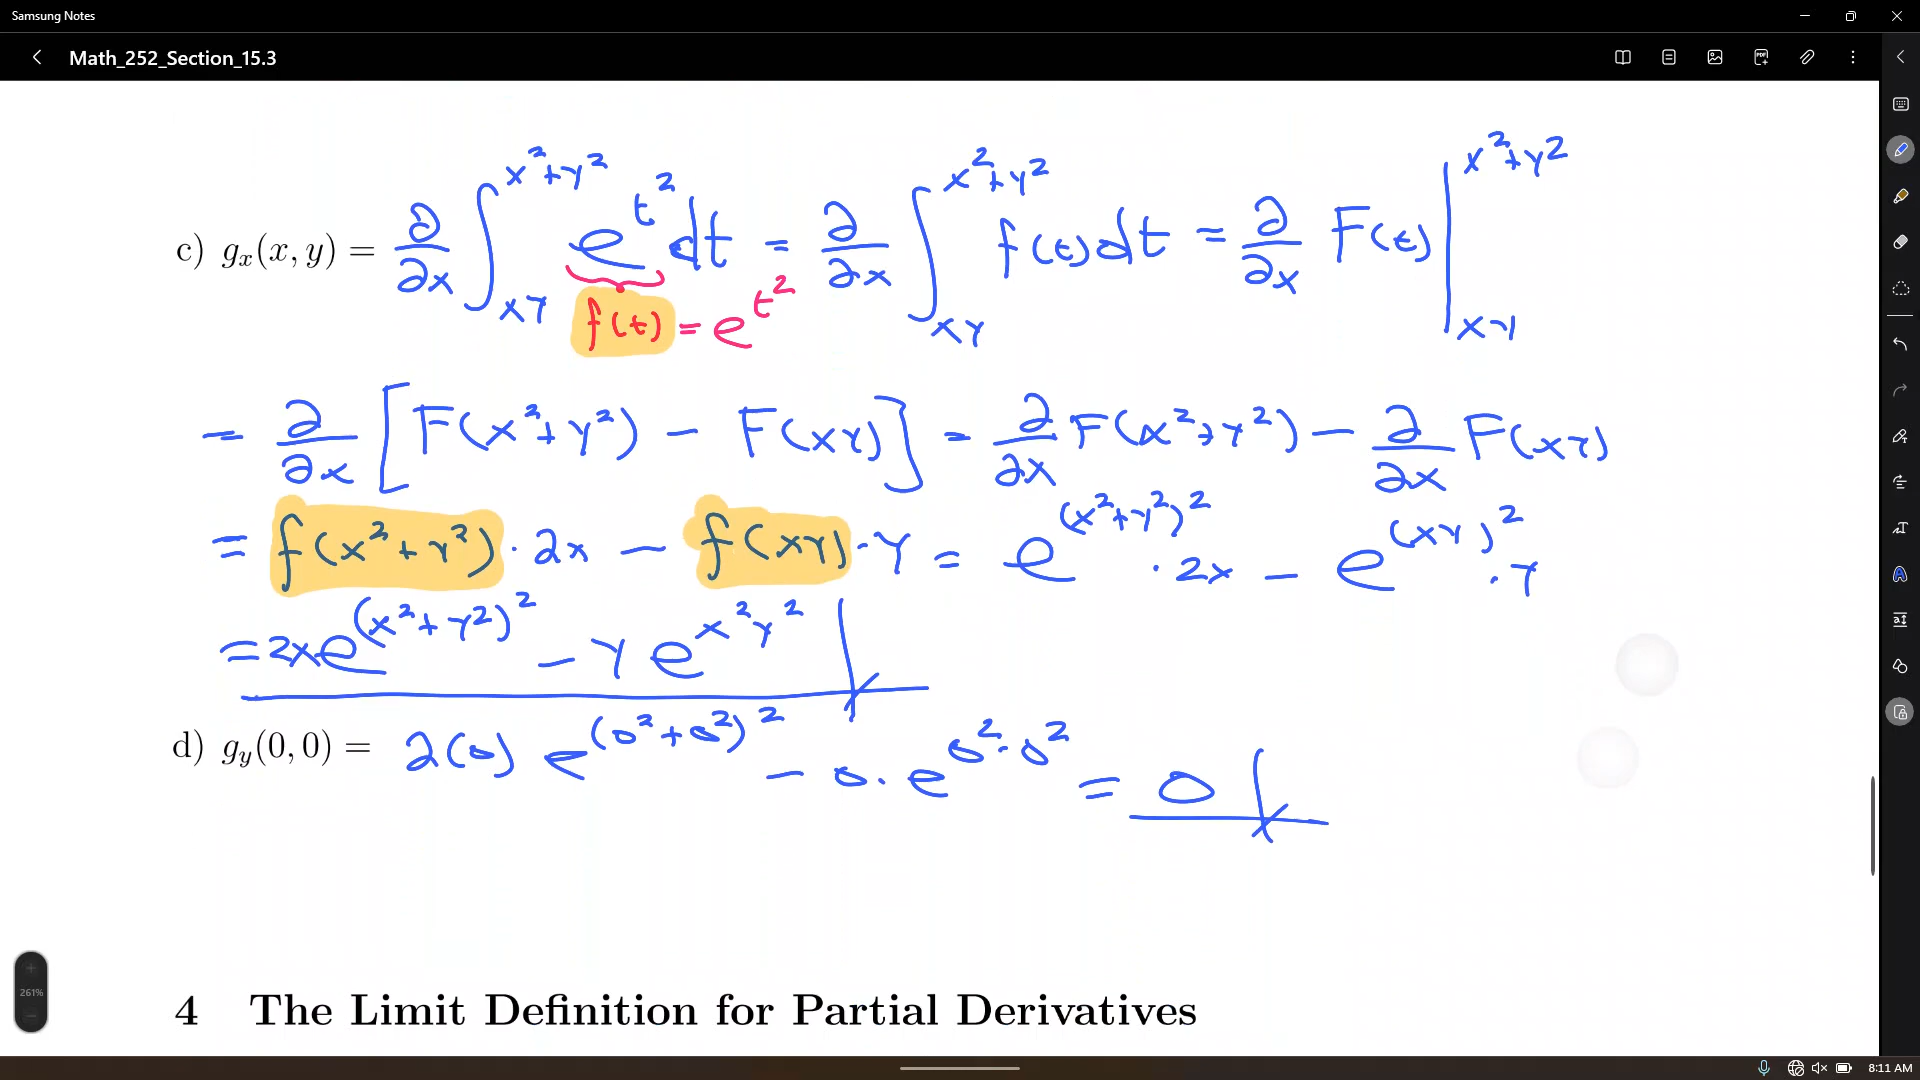 Samsung Notes
Math_252_Section_15.3
c) gₓ(x, y) = ∂/∂x ∫_{xy}^{x²+y²} e^{t²} dt = ∂/∂x ∫_{xy}^{x²+y²} f(t) dt = ∂/∂x F(t) |_{xy}^{x²+y²}
f(t) = e^{t²}
= ∂/∂x [F(x²+y²) - F(xy)] = ∂/∂x F(x²+y²) - ∂/∂x F(xy)
= f(x²+y²) · 2x - f(xy) · y = e^{(x²+y²)²} · 2x - e^{(xy)²} · y
= 2x e^{(x²+y²)²} - y e^{x²y²}
d) g_y(0, 0) = 2(0) e^{(0²+0²)²} - 0 · e^{0²·0²} = 0
4 The Limit Definition for Partial Derivatives
261%
8:11 AM